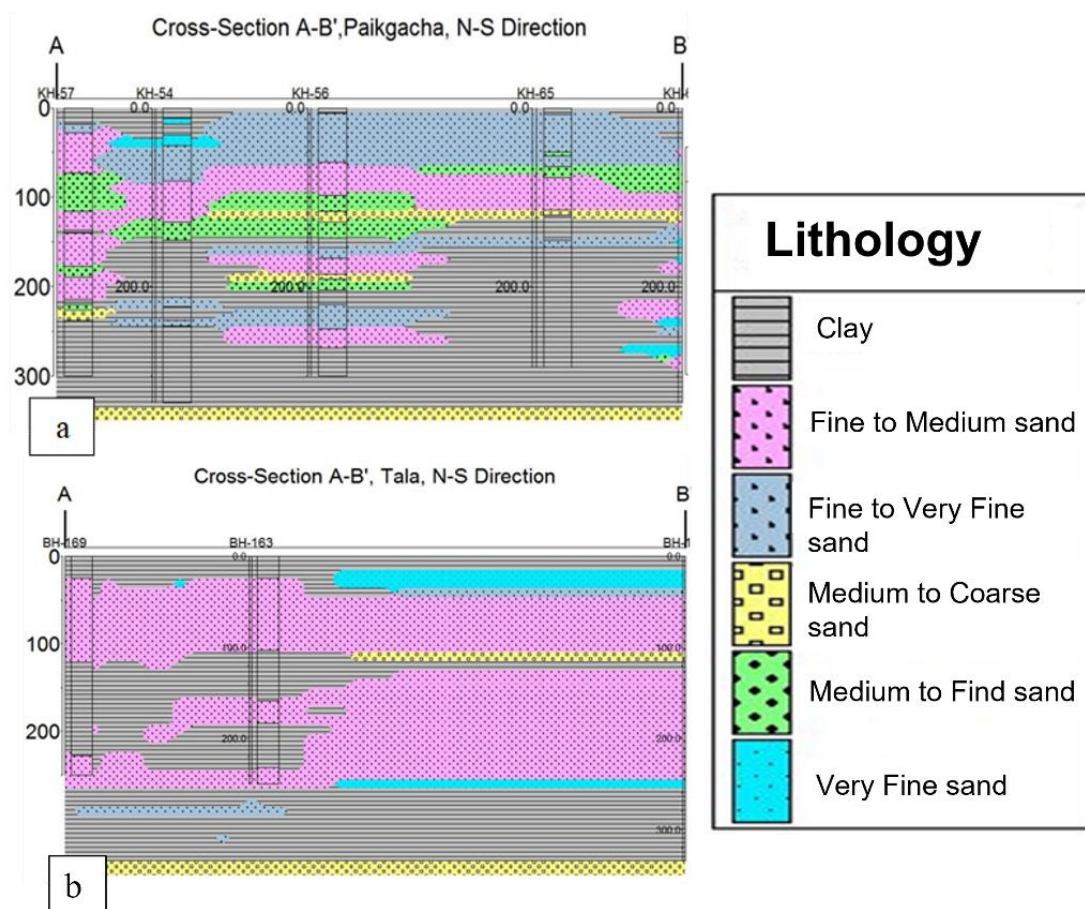 Cross-Section A-B',Paikgacha, N-S Direction
A
B
KH-57
KH-54
KH-56
KH-65
0
0.0
0.0
0.0
0.0
100
200
200.0
200.0
200.0
200.0
300
a
Cross-Section A-B', Tala, N-S Direction
A
B
BH-169
BH-163
0
0.0
0.0
100
100.0
100.0
200
200.0
200.0
300.0
b
Lithology
Clay
Fine to Medium sand
Fine to Very Fine
sand
Medium to Coarse
sand
Medium to Find sand
Very Fine sand